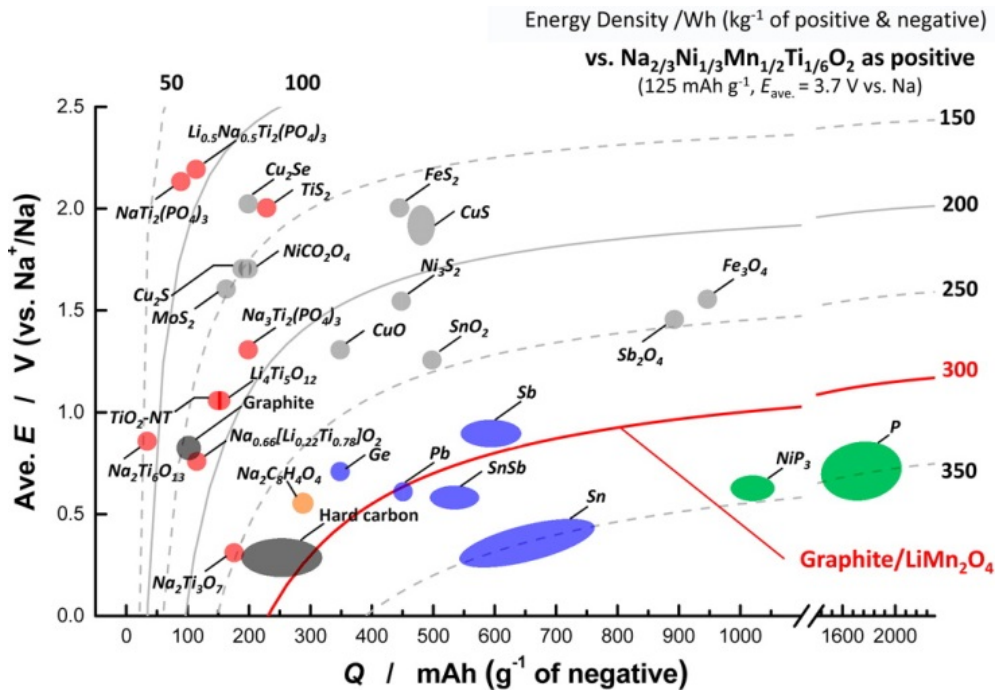 Energy Density /Wh (kg⁻¹ of positive & negative)
vs. Na₂/₃Ni₁/₃Mn₁/₂Ti₁/₆O₂ as positive
(125 mAh g⁻¹, E_ave. = 3.7 V vs. Na)
50
100
150
200
250
300
350
2.5
2.0
1.5
1.0
0.5
0.0
Ave. E / V (vs. Na⁺/Na)
Li₀.₅Na₀.₅Ti₂(PO₄)₃
NaTi₂(PO₄)₃
Cu₂Se
TiS₂
FeS₂
CuS
NiCO₂O₄
Cu₂S
MoS₂
Ni₃S₂
Fe₃O₄
Na₃Ti₂(PO₄)₃
CuO
SnO₂
Sb₂O₄
Li₄Ti₅O₁₂
TiO₂-NT
Graphite
Na₂Ti₆O₁₃
Na₀.₆₆[Li₀.₂₂Ti₀.₇₈]O₂
Sb
Ge
Pb
SnSb
Na₂C₈H₄O₄
NiP₃
P
Hard carbon
Sn
Na₂Ti₃O₇
Graphite/LiMn₂O₄
0
100
200
300
400
500
600
700
800
900
1000
1600
2000
Q / mAh (g⁻¹ of negative)